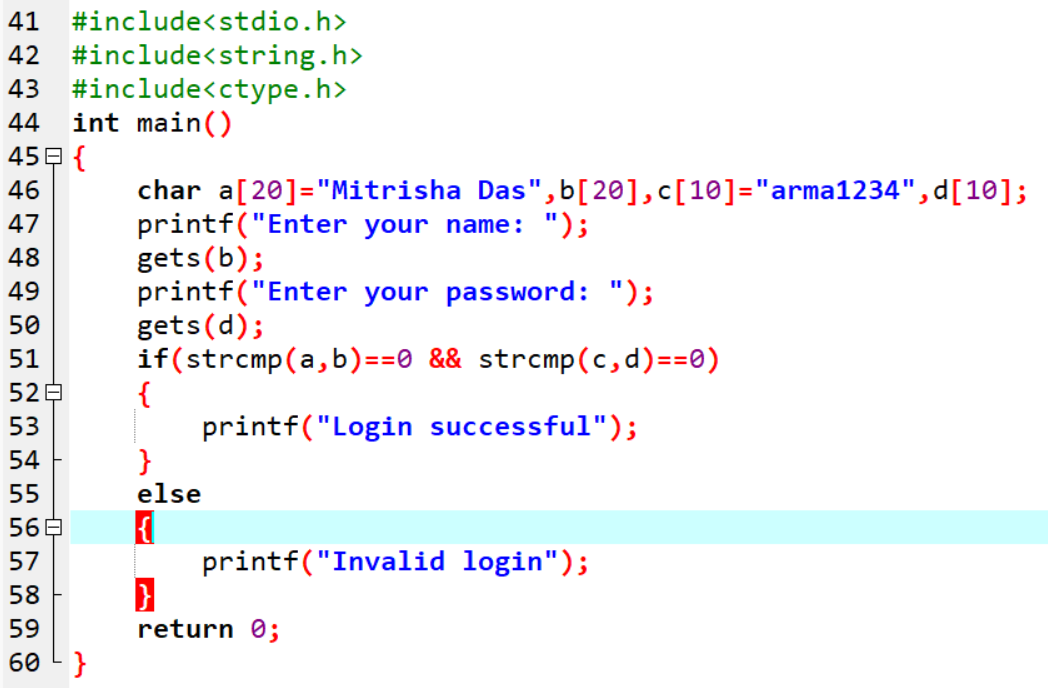 41 #include<stdio.h>
42 #include<string.h>
43 #include<ctype.h>
44 int main()
45 {
46 char a[20]="Mitrisha Das",b[20],c[10]="arma1234",d[10];
47 printf("Enter your name: ");
48 gets(b);
49 printf("Enter your password: ");
50 gets(d);
51 if(strcmp(a,b)==0 && strcmp(c,d)==0)
52 {
53 printf("Login successful");
54 }
55 else
56 {
57 printf("Invalid login");
58 }
59 return 0;
60 }